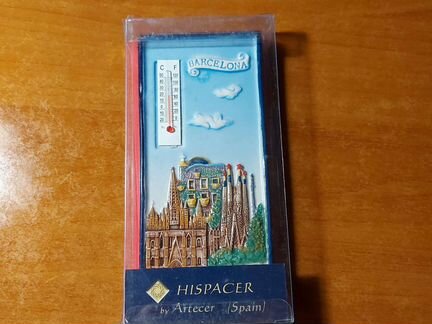 BARCELONA
C F
HISPACER
by Artecer (Spain)